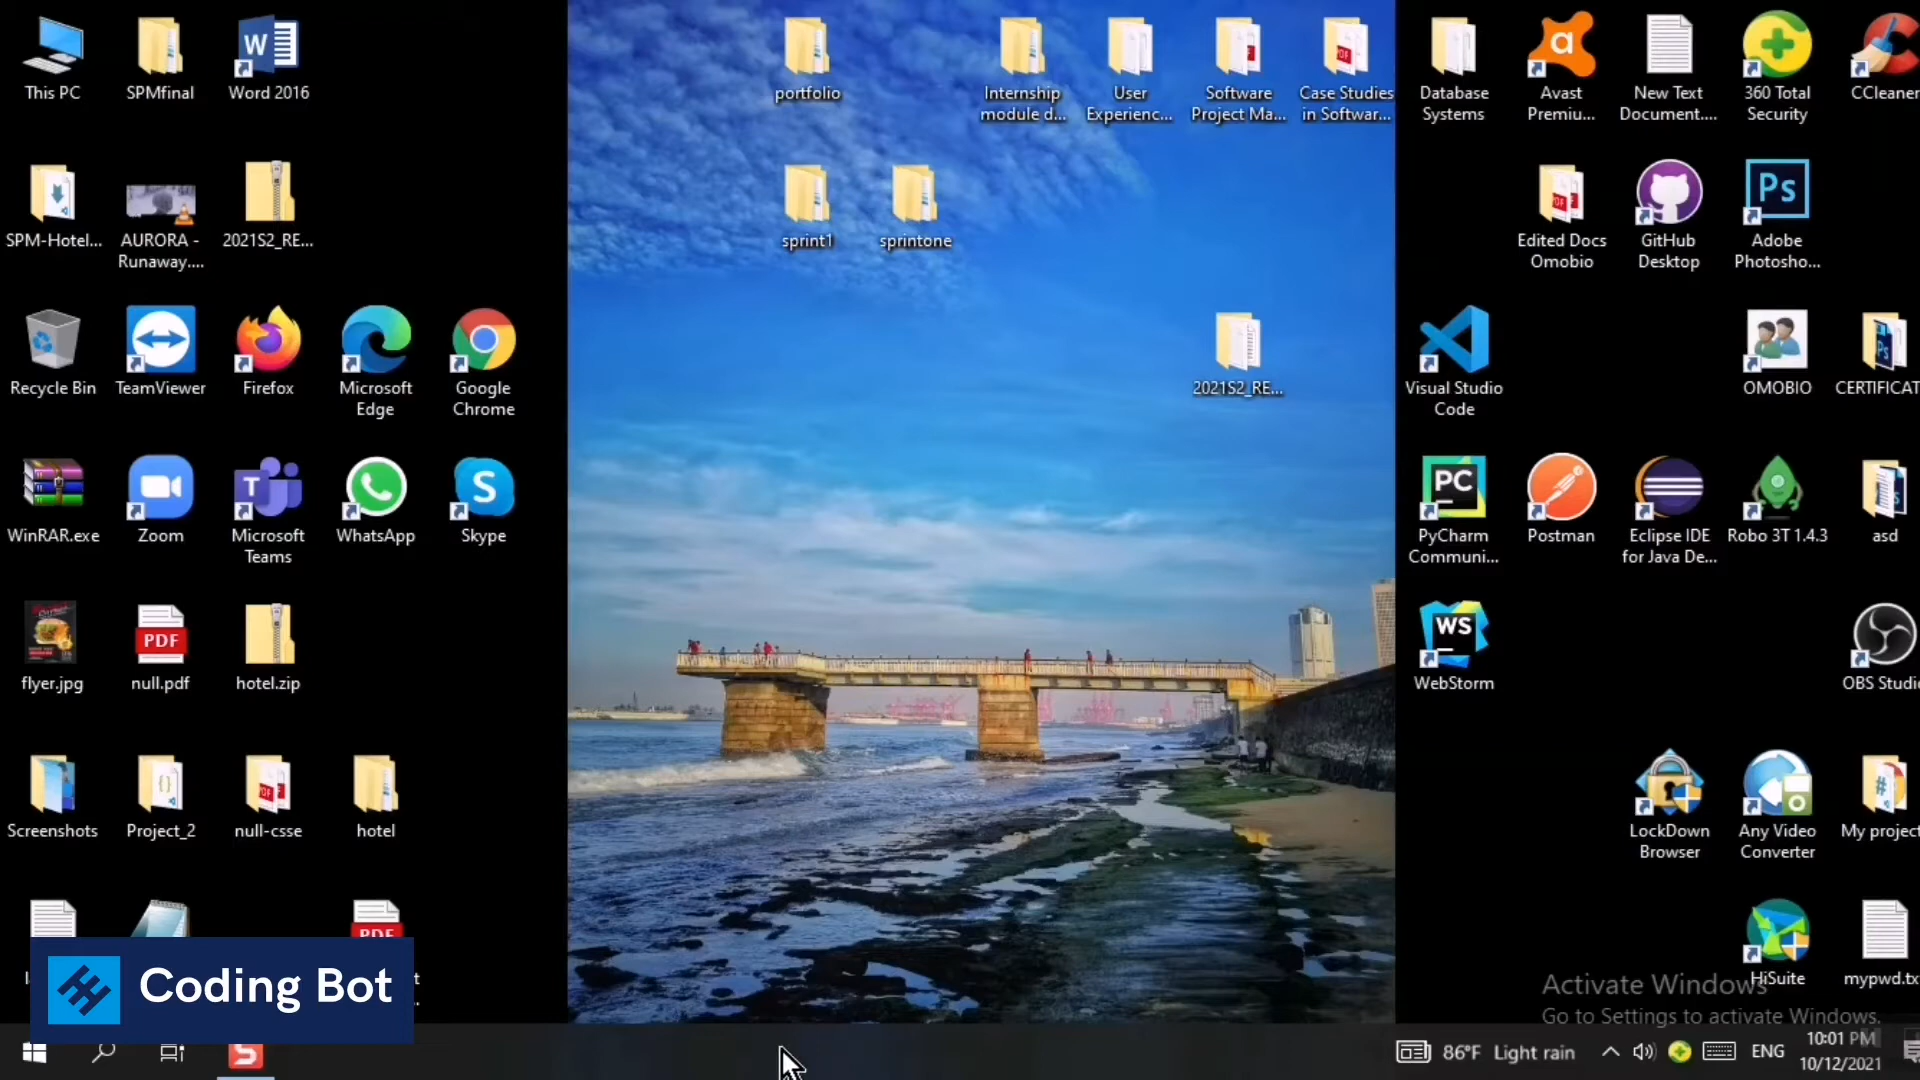 This PC
SPMfinal
Word 2016
portfolio
Internship
module d...
User
Experienc...
Software
Project Ma...
Case Studies
in Softwar...
Database
Systems
Avast
Premiu...
New Text
Document....
360 Total
Security
CCleaner
SPM-Hotel...
AURORA -
Runaway....
2021S2_RE...
sprint1
sprintone
Edited Docs
Omobio
GitHub
Desktop
Adobe
Photosho...
Recycle Bin
TeamViewer
Firefox
Microsoft
Edge
Google
Chrome
2021S2_RE...
Visual Studio
Code
OMOBIO
CERTIFICAT
WinRAR.exe
Zoom
Microsoft
Teams
WhatsApp
Skype
PyCharm
Communi...
Postman
Eclipse IDE
for Java De...
Robo 3T 1.4.3
asd
flyer.jpg
null.pdf
hotel.zip
WebStorm
OBS Studio
Screenshots
Project_2
null-csse
hotel
LockDown
Browser
Any Video
Converter
My project
HiSuite
mypwd.tx
Coding Bot
Activate Windows
Go to Settings to activate Windows.
86°F Light rain
ENG
10:01 PM
10/12/2021